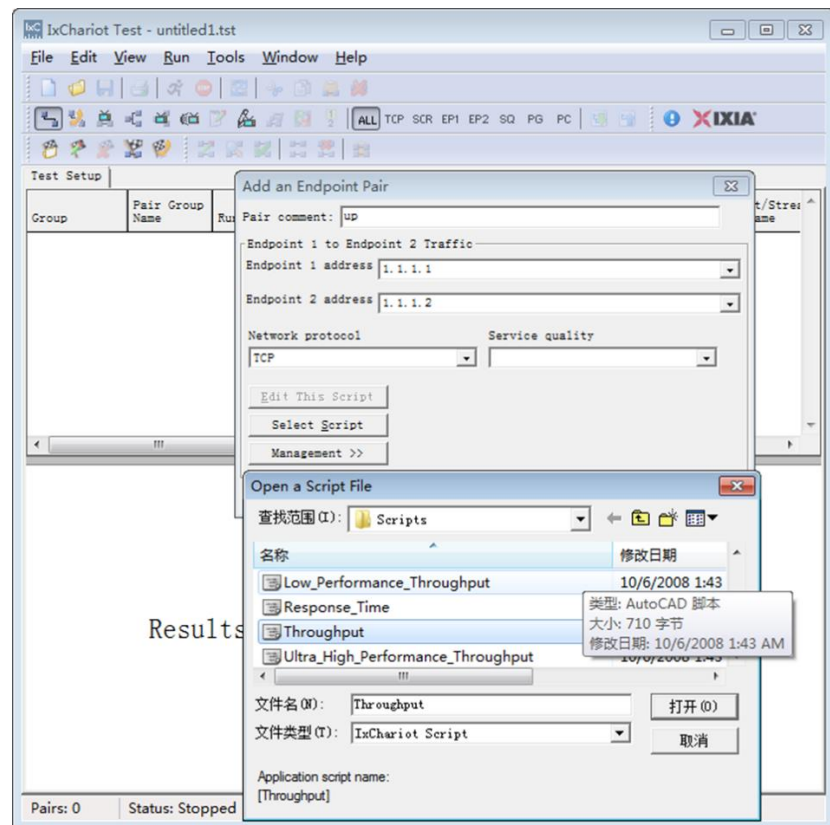 IxChariot Test - untitled1.tst
File Edit View Run Tools Window Help
ALL TCP SCR EP1 EP2 SQ PG PC XIXIA
Test Setup
Group
Pair Group Name
Add an Endpoint Pair
Pair comment: up
Endpoint 1 to Endpoint 2 Traffic
Endpoint 1 address 1.1.1.1
Endpoint 2 address 1.1.1.2
Network protocol Service quality
TCP
Edit This Script
Select Script
Management >>
Open a Script File
查找范围(I): Scripts
名称 修改日期
Low_Performance_Throughput 10/6/2008 1:43
Response_Time
Throughput
Ultra_High_Performance_Throughput 10/6/2008 1:43
类型: AutoCAD 脚本
大小: 710 字节
修改日期: 10/6/2008 1:43 AM
Results
文件名(N): Throughput 打开(O)
文件类型(T): IxChariot Script 取消
Application script name:
[Throughput]
Pairs: 0 Status: Stopped